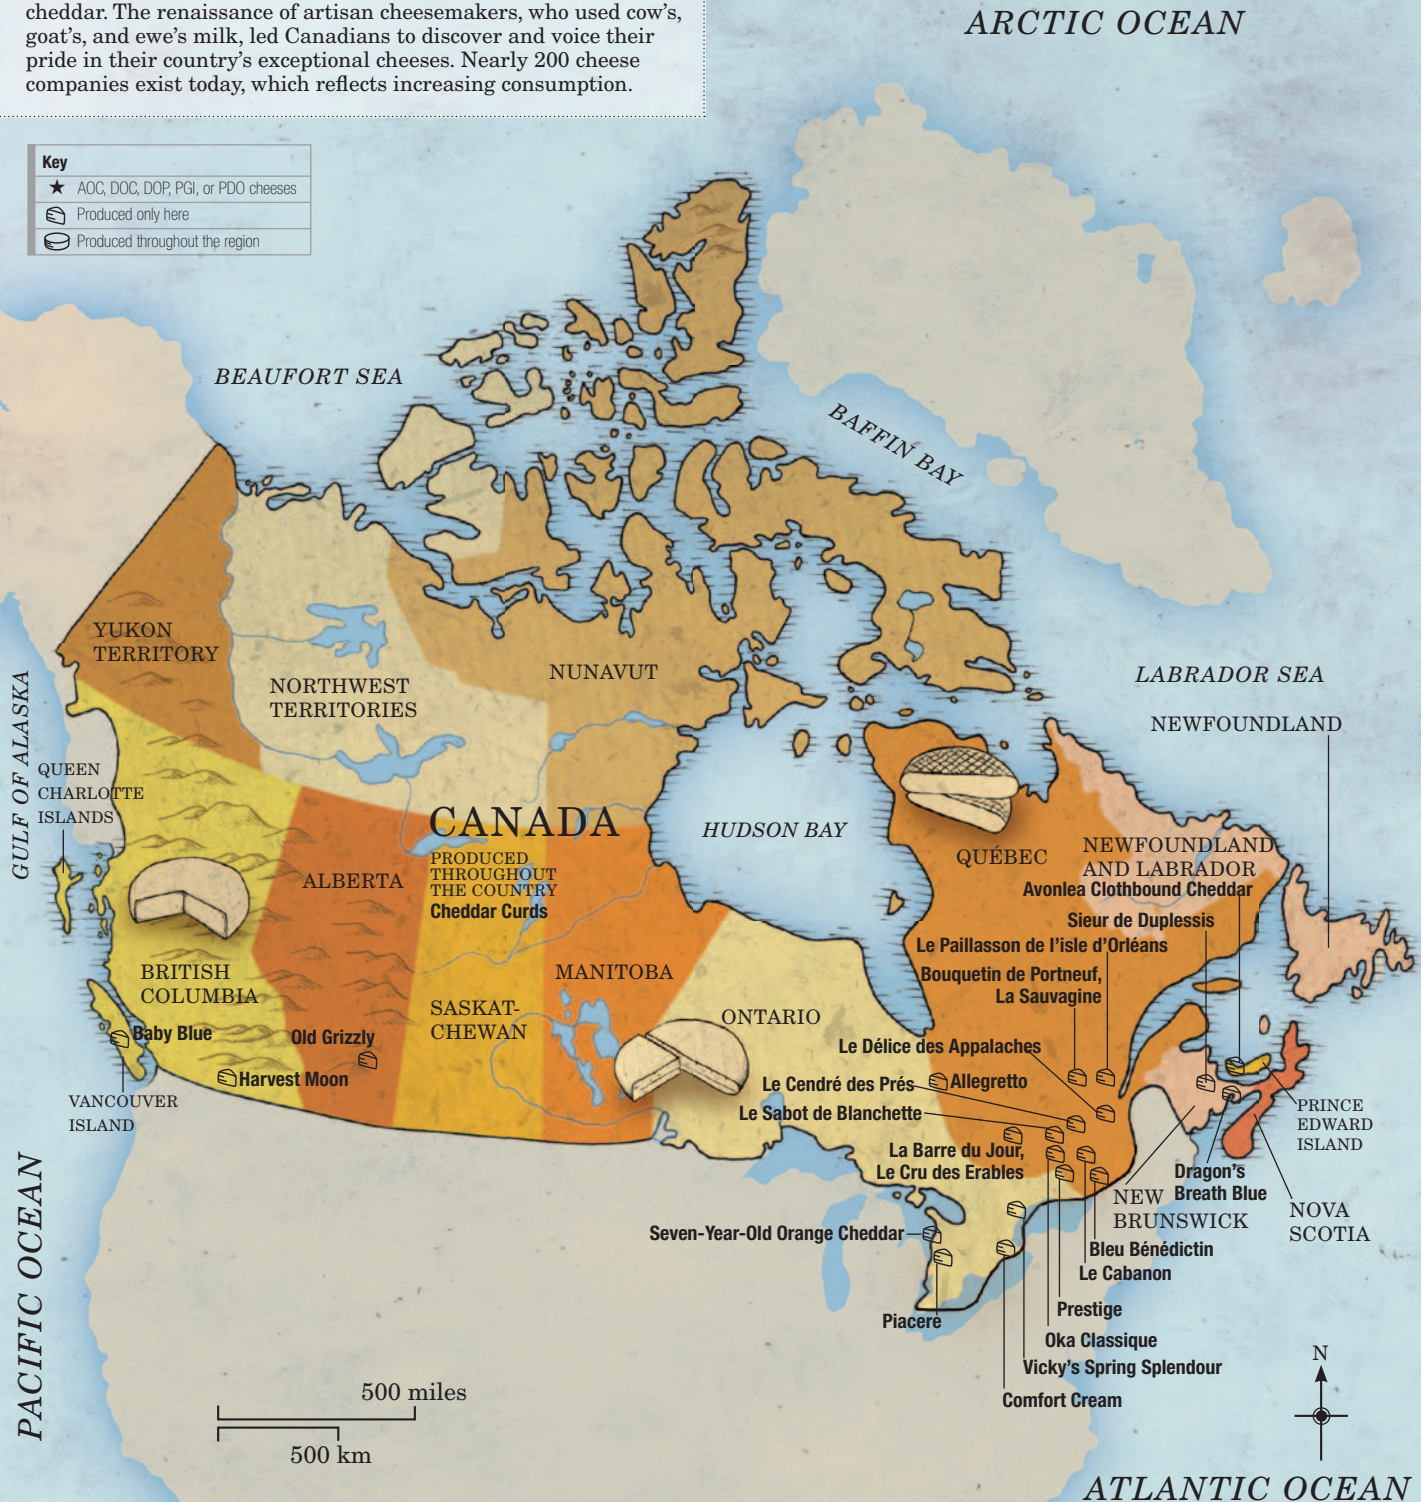 cheddar. The renaissance of artisan cheesemakers, who used cow's,
goat's, and ewe's milk, led Canadians to discover and voice their
pride in their country's exceptional cheeses. Nearly 200 cheese
companies exist today, which reflects increasing consumption.
ARCTIC OCEAN
Key
AOC, DOC, DOP, PGI, or PDO cheeses
Produced only here
Produced throughout the region
BEAUFORT SEA
BAFFIN BAY
YUKON
TERRITORY
NORTHWEST
TERRITORIES
NUNAVUT
LABRADOR SEA
NEWFOUNDLAND
GULF OF ALASKA
QUEEN
CHARLOTTE
ISLANDS
CANADA
PRODUCED
THROUGHOUT
THE COUNTRY
Cheddar Curds
HUDSON BAY
QUÉBEC
NEWFOUNDLAND
AND LABRADOR
ALBERTA
Avonlea Clothbound Cheddar
Sieur de Duplessis
Le Paillasson de l'isle d'Orléans
Bouquetin de Portneuf,
La Sauvagine
BRITISH
COLUMBIA
MANITOBA
SASKAT-
CHEWAN
ONTARIO
Baby Blue
Old Grizzly
Harvest Moon
Le Délice des Appalaches
Le Cendré des Prés
Allegretto
Le Sabot de Blanchette
VANCOUVER
ISLAND
PRINCE
EDWARD
ISLAND
La Barre du Jour,
Le Cru des Erables
Dragon's
Breath Blue
NEW
BRUNSWICK
NOVA
SCOTIA
Seven-Year-Old Orange Cheddar
Bleu Bénédictin
Le Cabanon
Prestige
Piacere
Oka Classique
Vicky's Spring Splendour
Comfort Cream
PACIFIC OCEAN
500 miles
500 km
N
ATLANTIC OCEAN